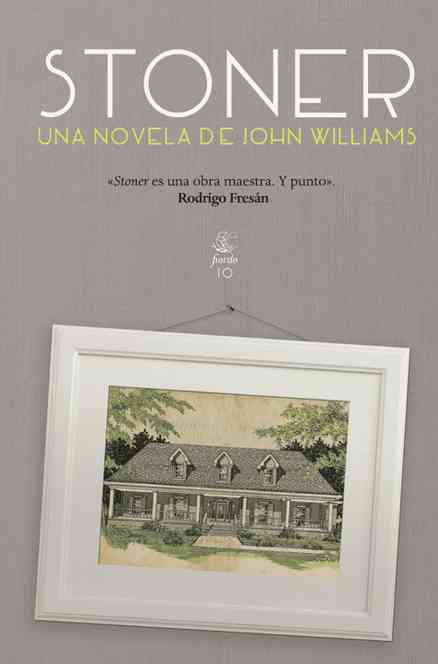 STONER
UNA NOVELA DE JOHN WILLIAMS
«Stoner es una obra maestra. Y punto».
Rodrigo Fresán
fiordo
10